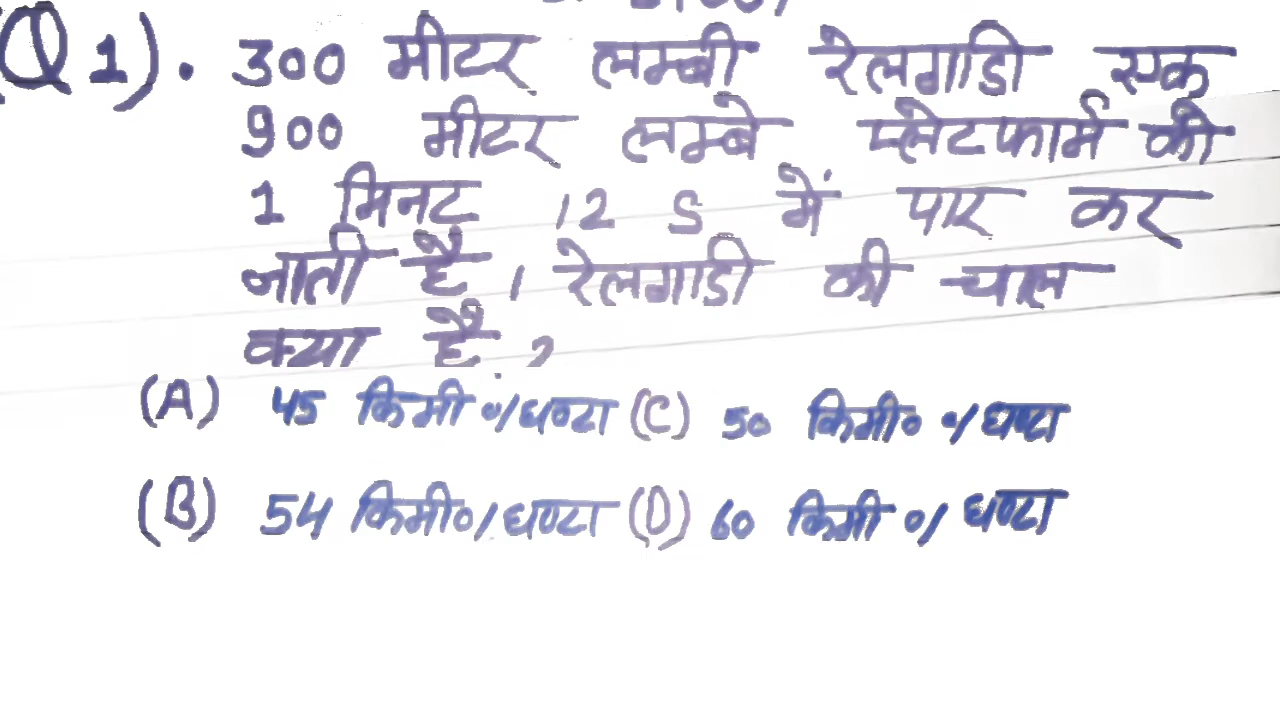 Q1). 300 मीटर लम्बी रेलगाडी एक
900 मीटर लम्बे प्लेटफार्म को
1 मिनट 12 S में पार कर
जाती है। रेलगाडी की चाल
क्या है ?
(A) 45 किमी०/घण्टा (C) 50 किमी०/घण्टा
(B) 54 किमी०/घण्टा (D) 60 किमी०/घण्टा